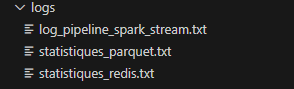 logs
log_pipeline_spark_stream.txt
statistiques_parquet.txt
statistiques_redis.txt